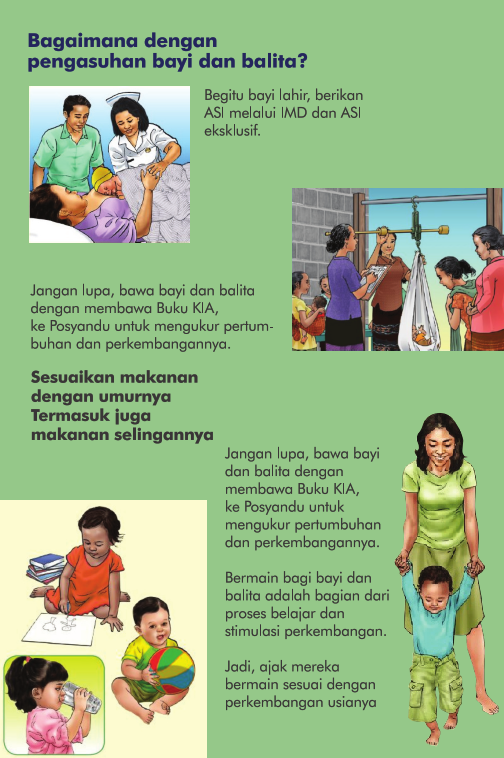 Bagaimana dengan
pengasuhan bayi dan balita?
Begitu bayi lahir, berikan
ASI melalui IMD dan ASI
eksklusif.
Jangan lupa, bawa bayi dan balita
dengan membawa Buku KIA,
ke Posyandu untuk mengukur pertum-
buhan dan perkembangannya.
Sesuaikan makanan
dengan umurnya
Termasuk juga
makanan selingannya
Jangan lupa, bawa bayi
dan balita dengan
membawa Buku KIA,
ke Posyandu untuk
mengukur pertumbuhan
dan perkembangannya.
Bermain bagi bayi dan
balita adalah bagian dari
proses belajar dan
stimulasi perkembangan.
Jadi, ajak mereka
bermain sesuai dengan
perkembangan usianya